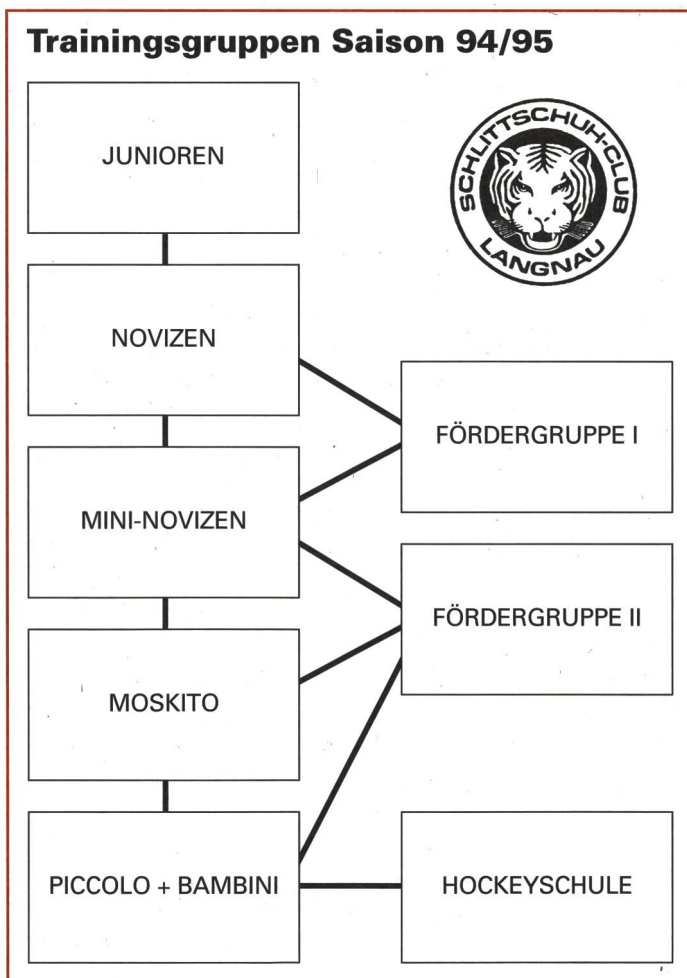 Trainingsgruppen Saison 94/95
JUNIOREN
SCHLITTSCHUH-CLUB
LANGNAU
NOVIZEN
FÖRDERGRUPPE I
MINI-NOVIZEN
FÖRDERGRUPPE II
MOSKITO
PICCOLO + BAMBINI
HOCKEYSCHULE